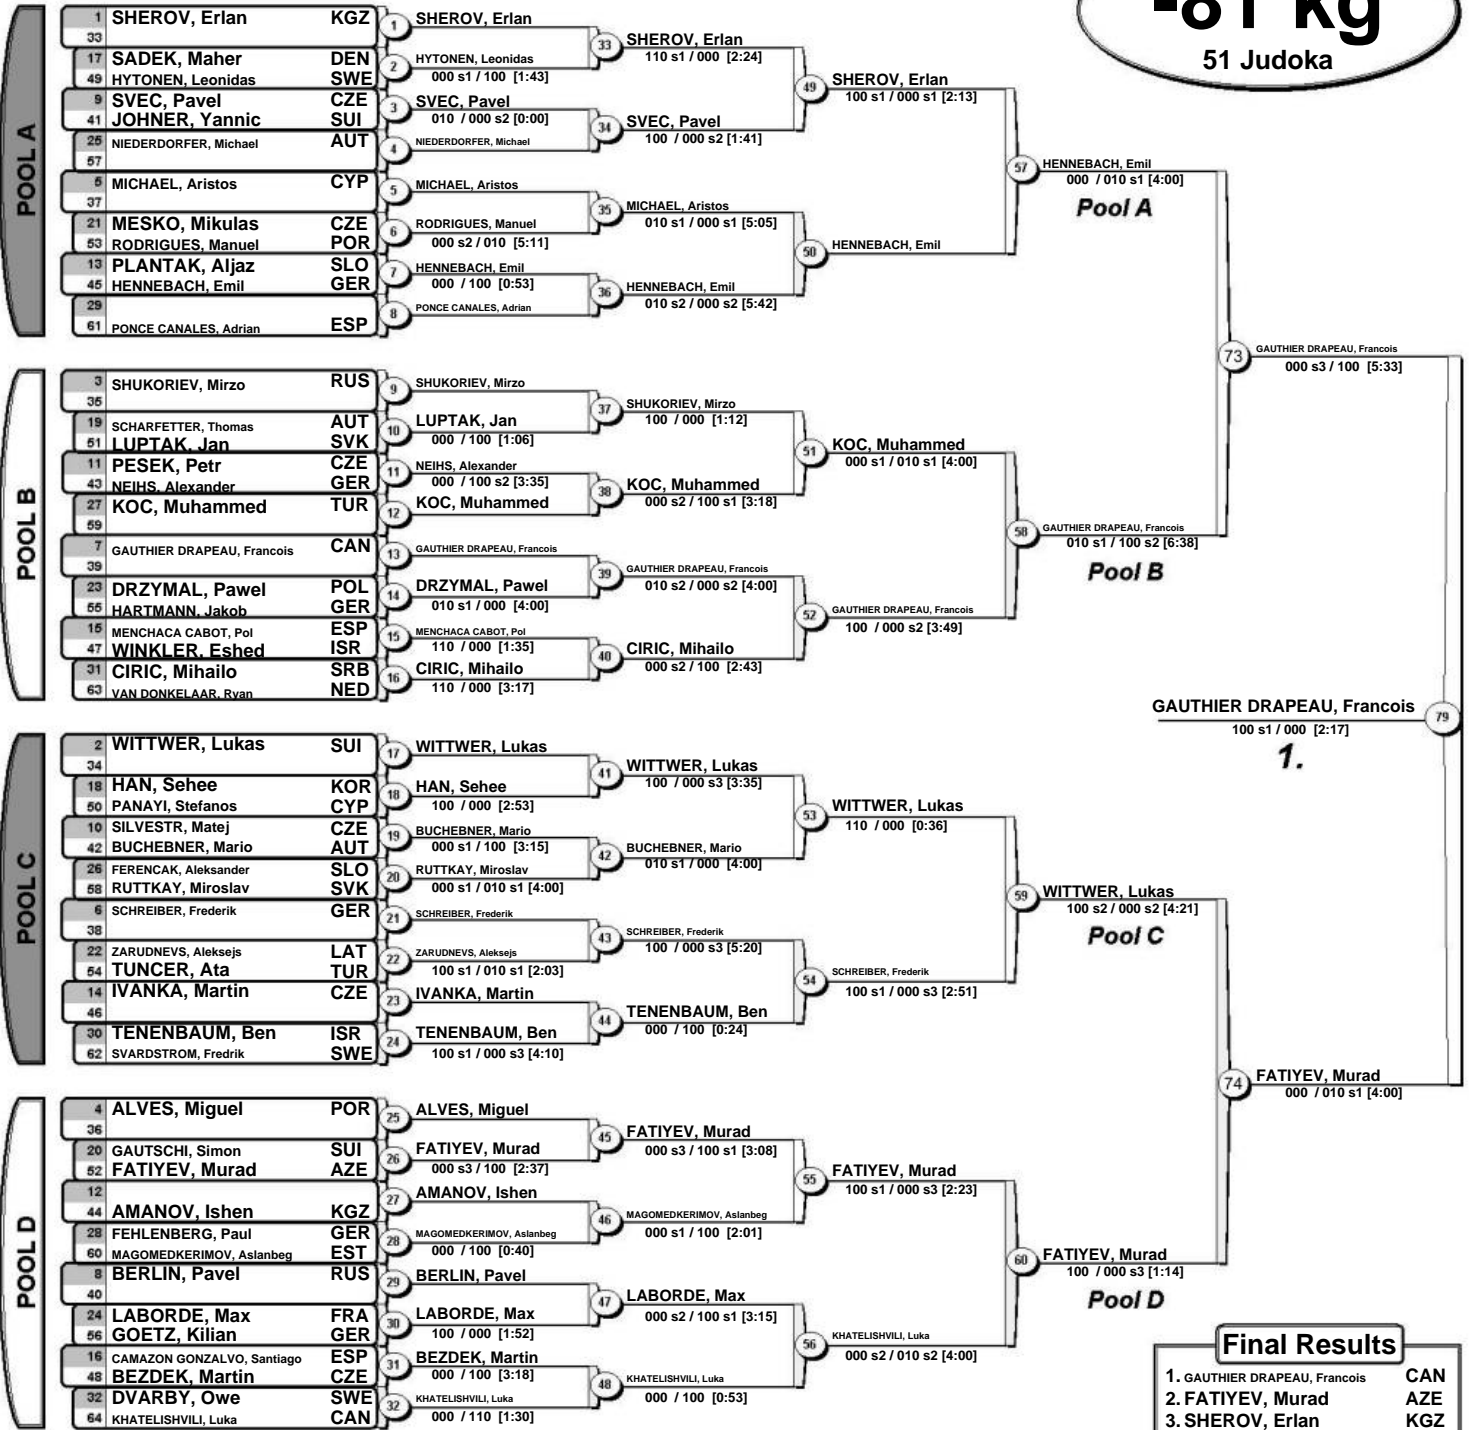 -81 kg
51 Judoka
POOL A
1 SHEROV, Erlan KGZ
33
17 SADEK, Maher DEN
49 HYTONEN, Leonidas SWE
9 SVEC, Pavel CZE
41 JOHNER, Yannic SUI
25 NIEDERDORFER, Michael AUT
57
5 MICHAEL, Aristos CYP
37
21 MESKO, Mikulas CZE
53 RODRIGUES, Manuel POR
13 PLANTAK, Aljaz SLO
45 HENNEBACH, Emil GER
29
61 PONCE CANALES, Adrian ESP
1 SHEROV, Erlan
2 HYTONEN, Leonidas
000 s1 / 100 [1:43]
3 SVEC, Pavel
010 / 000 s2 [0:00]
4 NIEDERDORFER, Michael
5 MICHAEL, Aristos
6 RODRIGUES, Manuel
000 s2 / 010 [5:11]
7 HENNEBACH, Emil
000 / 100 [0:53]
8 PONCE CANALES, Adrian
33 SHEROV, Erlan
110 s1 / 000 [2:24]
34 SVEC, Pavel
100 / 000 s2 [1:41]
35 MICHAEL, Aristos
010 s1 / 000 s1 [5:05]
36 HENNEBACH, Emil
010 s2 / 000 s2 [5:42]
49 SHEROV, Erlan
100 s1 / 000 s1 [2:13]
50 HENNEBACH, Emil
57 HENNEBACH, Emil
000 / 010 s1 [4:00]
Pool A
POOL B
3 SHUKORIEV, Mirzo RUS
35
19 SCHARFETTER, Thomas AUT
51 LUPTAK, Jan SVK
11 PESEK, Petr CZE
43 NEIHS, Alexander GER
27 KOC, Muhammed TUR
59
7 GAUTHIER DRAPEAU, Francois CAN
39
23 DRZYMAL, Pawel POL
55 HARTMANN, Jakob GER
15 MENCHACA CABOT, Pol ESP
47 WINKLER, Eshed ISR
31 CIRIC, Mihailo SRB
63 VAN DONKELAAR, Ryan NED
9 SHUKORIEV, Mirzo
10 LUPTAK, Jan
000 / 100 [1:06]
11 NEIHS, Alexander
000 / 100 s2 [3:35]
12 KOC, Muhammed
13 GAUTHIER DRAPEAU, Francois
14 DRZYMAL, Pawel
010 s1 / 000 [4:00]
15 MENCHACA CABOT, Pol
110 / 000 [1:35]
16 CIRIC, Mihailo
110 / 000 [3:17]
37 SHUKORIEV, Mirzo
100 / 000 [1:12]
38 KOC, Muhammed
000 s2 / 100 s1 [3:18]
39 GAUTHIER DRAPEAU, Francois
010 s2 / 000 s2 [4:00]
40 CIRIC, Mihailo
000 s2 / 100 [2:43]
51 KOC, Muhammed
000 s1 / 010 s1 [4:00]
52 GAUTHIER DRAPEAU, Francois
100 / 000 s2 [3:49]
58 GAUTHIER DRAPEAU, Francois
010 s1 / 100 s2 [6:38]
Pool B
73 GAUTHIER DRAPEAU, Francois
000 s3 / 100 [5:33]
GAUTHIER DRAPEAU, Francois 79
100 s1 / 000 [2:17]
1.
POOL C
2 WITTWER, Lukas SUI
34
18 HAN, Sehee KOR
50 PANAYI, Stefanos CYP
10 SILVESTR, Matej CZE
42 BUCHEBNER, Mario AUT
26 FERENCAK, Aleksander SLO
58 RUTTKAY, Miroslav SVK
6 SCHREIBER, Frederik GER
38
22 ZARUDNEVS, Aleksejs LAT
54 TUNCER, Ata TUR
14 IVANKA, Martin CZE
46
30 TENENBAUM, Ben ISR
62 SVARDSTROM, Fredrik SWE
17 WITTWER, Lukas
18 HAN, Sehee
100 / 000 [2:53]
19 BUCHEBNER, Mario
000 s1 / 100 [3:15]
20 RUTTKAY, Miroslav
000 s1 / 010 s1 [4:00]
21 SCHREIBER, Frederik
22 ZARUDNEVS, Aleksejs
100 s1 / 010 s1 [2:03]
23 IVANKA, Martin
24 TENENBAUM, Ben
100 s1 / 000 s3 [4:10]
41 WITTWER, Lukas
100 / 000 s3 [3:35]
42 BUCHEBNER, Mario
010 s1 / 000 [4:00]
43 SCHREIBER, Frederik
100 / 000 s3 [5:20]
44 TENENBAUM, Ben
000 / 100 [0:24]
53 WITTWER, Lukas
110 / 000 [0:36]
54 SCHREIBER, Frederik
100 s1 / 000 s3 [2:51]
59 WITTWER, Lukas
100 s2 / 000 s2 [4:21]
Pool C
POOL D
4 ALVES, Miguel POR
36
20 GAUTSCHI, Simon SUI
52 FATIYEV, Murad AZE
12
44 AMANOV, Ishen KGZ
28 FEHLENBERG, Paul GER
60 MAGOMEDKERIMOV, Aslanbeg EST
8 BERLIN, Pavel RUS
40
24 LABORDE, Max FRA
56 GOETZ, Kilian GER
16 CAMAZON GONZALVO, Santiago ESP
48 BEZDEK, Martin CZE
32 DVARBY, Owe SWE
64 KHATELISHVILI, Luka CAN
25 ALVES, Miguel
26 FATIYEV, Murad
000 s3 / 100 [2:37]
27 AMANOV, Ishen
28 MAGOMEDKERIMOV, Aslanbeg
000 / 100 [0:40]
29 BERLIN, Pavel
30 LABORDE, Max
100 / 000 [1:52]
31 BEZDEK, Martin
000 / 100 [3:18]
32 KHATELISHVILI, Luka
000 / 110 [1:30]
45 FATIYEV, Murad
000 s3 / 100 s1 [3:08]
46 MAGOMEDKERIMOV, Aslanbeg
000 s1 / 100 [2:01]
47 LABORDE, Max
000 s2 / 100 s1 [3:15]
48 KHATELISHVILI, Luka
000 / 100 [0:53]
55 FATIYEV, Murad
100 s1 / 000 s3 [2:23]
56 KHATELISHVILI, Luka
000 s2 / 010 s2 [4:00]
60 FATIYEV, Murad
100 / 000 s3 [1:14]
Pool D
74 FATIYEV, Murad
000 / 010 s1 [4:00]
Final Results
1. GAUTHIER DRAPEAU, Francois CAN
2. FATIYEV, Murad AZE
3. SHEROV, Erlan KGZ